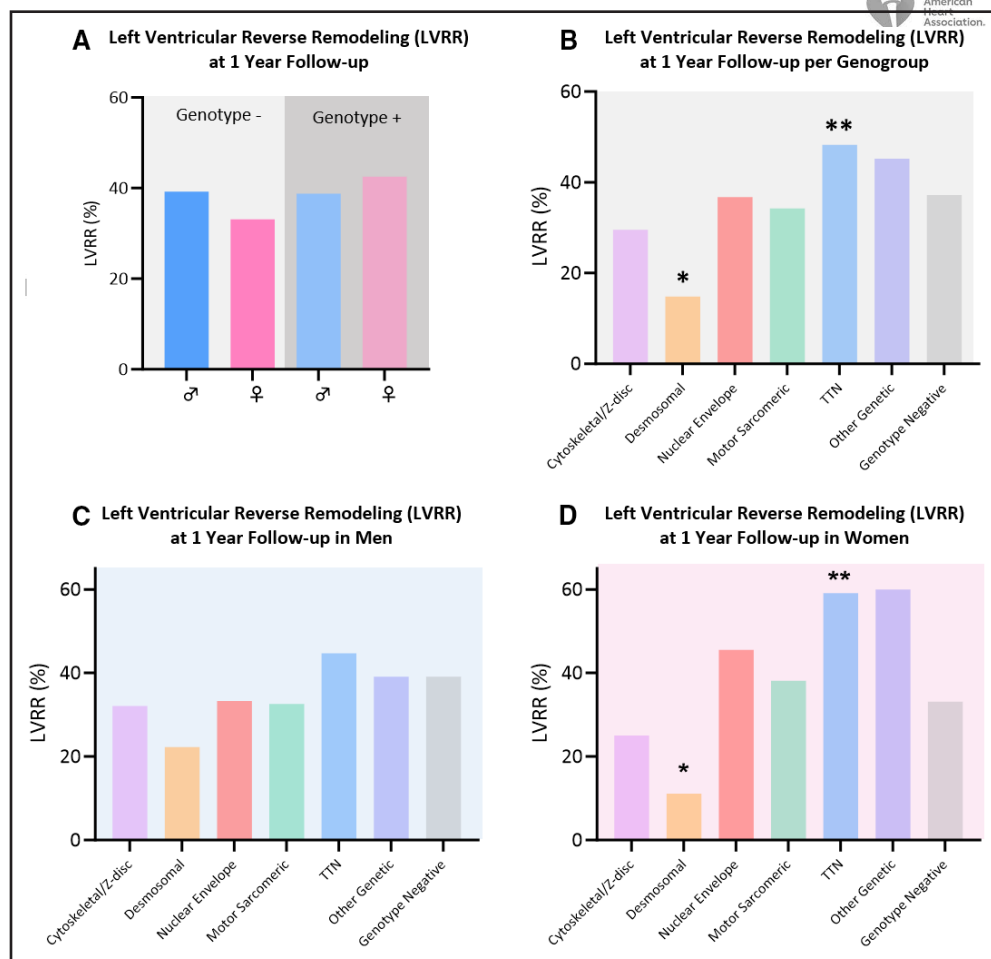 American
Heart
Association.
A Left Ventricular Reverse Remodeling (LVRR)
at 1 Year Follow-up
LVRR (%)
60
40
20
0
Genotype -
Genotype +
♂ ♀ ♂ ♀
B Left Ventricular Reverse Remodeling (LVRR)
at 1 Year Follow-up per Genogroup
LVRR (%)
60
40
20
0
*
**
Cytoskeletal/Z-disc
Desmosomal
Nuclear Envelope
Motor Sarcomeric
TTN
Other Genetic
Genotype Negative
C Left Ventricular Reverse Remodeling (LVRR)
at 1 Year Follow-up in Men
LVRR (%)
60
40
20
0
Cytoskeletal/Z-disc
Desmosomal
Nuclear Envelope
Motor Sarcomeric
TTN
Other Genetic
Genotype Negative
D Left Ventricular Reverse Remodeling (LVRR)
at 1 Year Follow-up in Women
LVRR (%)
60
40
20
0
*
**
Cytoskeletal/Z-disc
Desmosomal
Nuclear Envelope
Motor Sarcomeric
TTN
Other Genetic
Genotype Negative